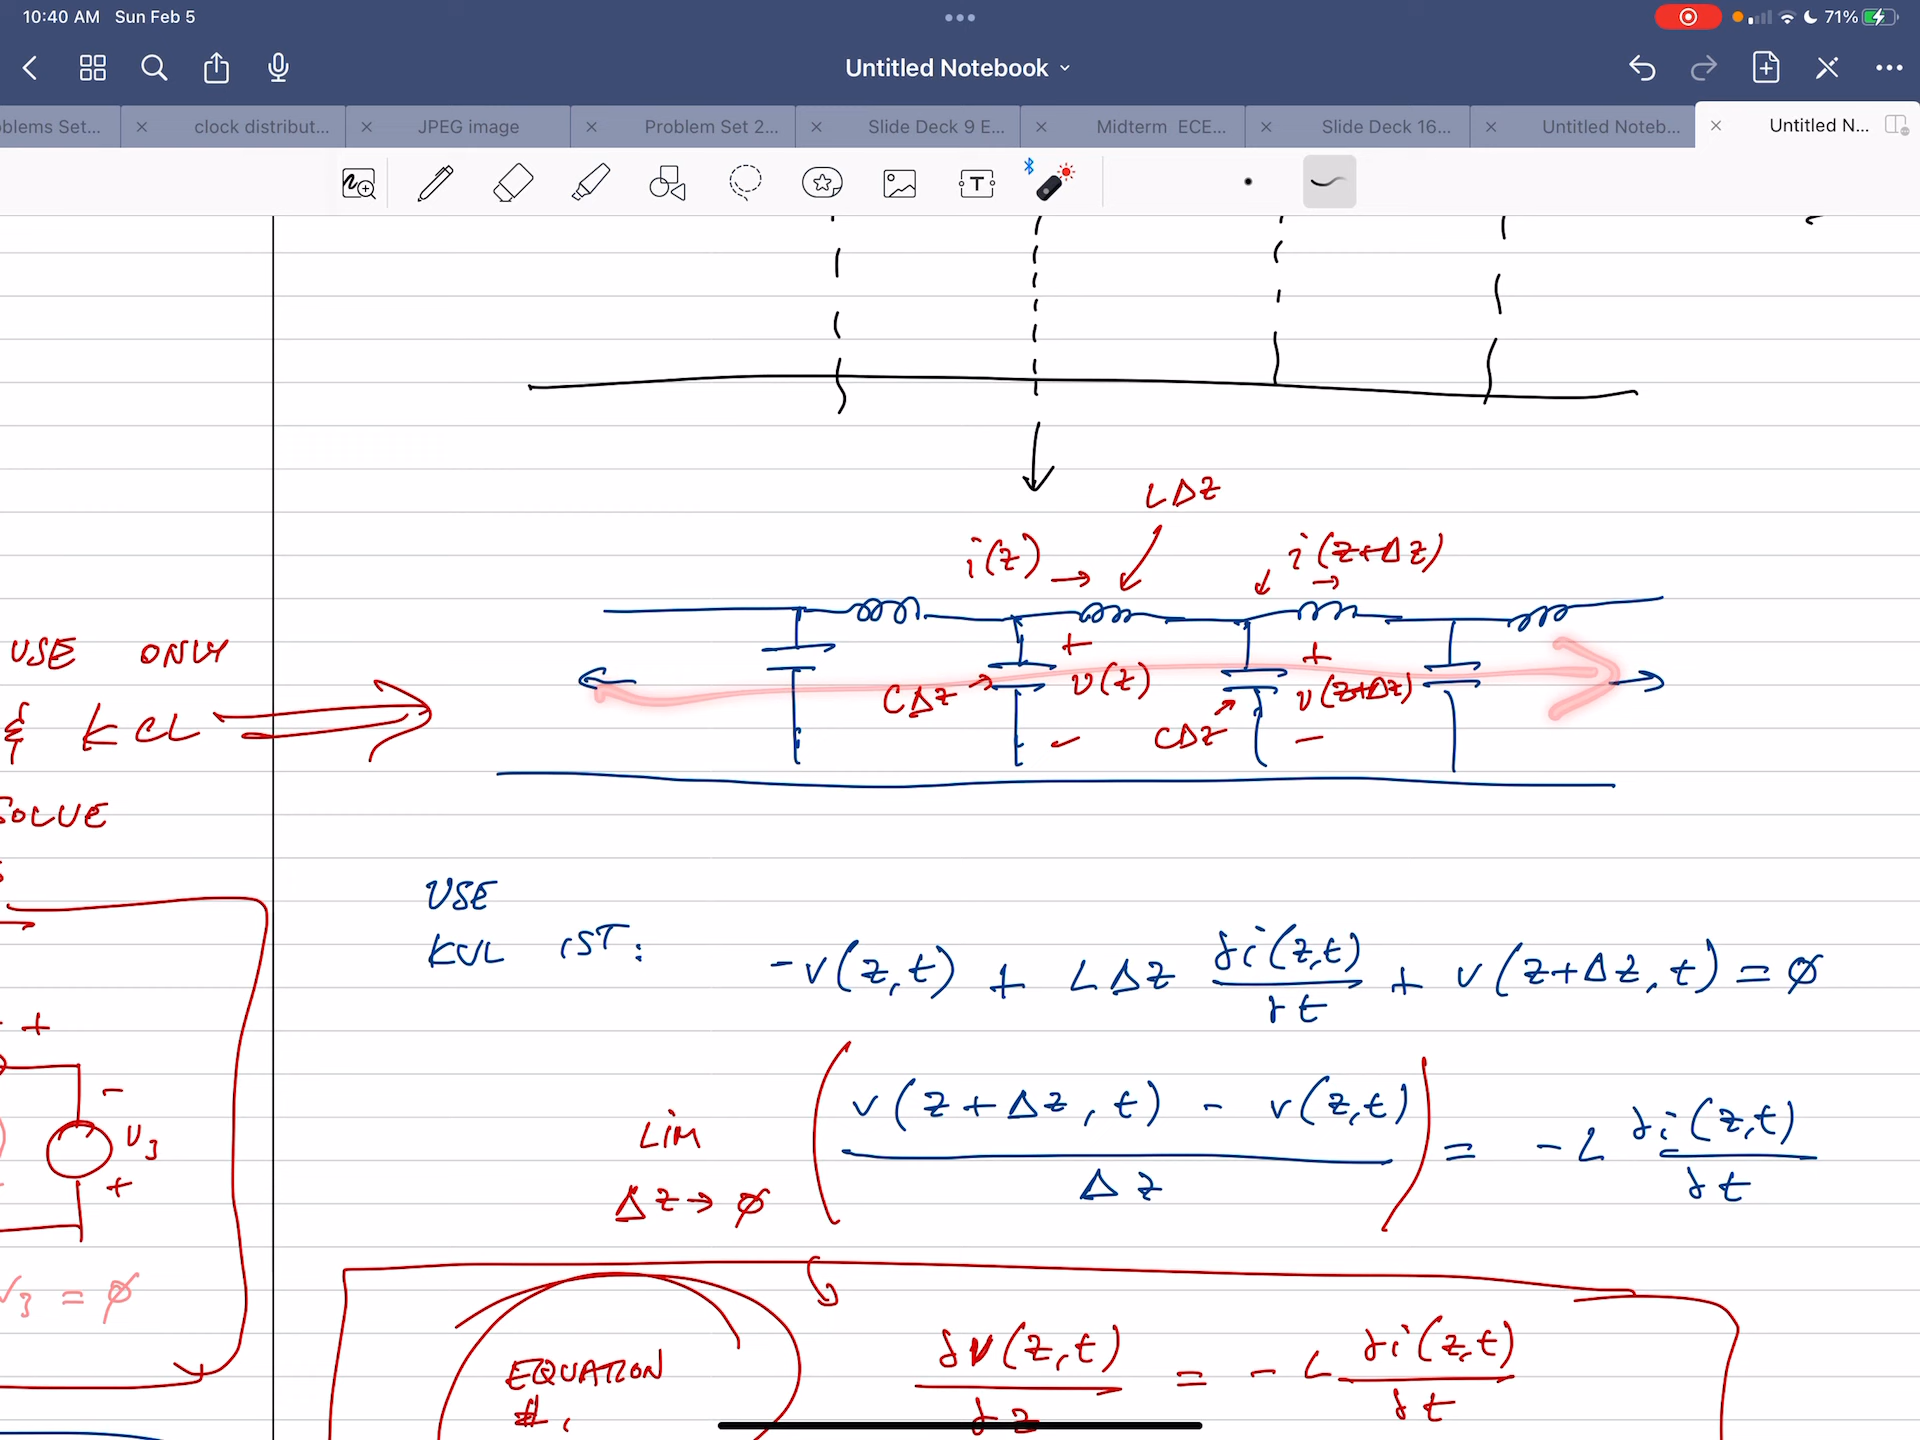 10:40 AM Sun Feb 5
71%
Untitled Notebook
oblems Set...
clock distribut...
JPEG image
Problem Set 2...
Slide Deck 9 E...
Midterm ECE...
Slide Deck 16...
Untitled Noteb...
Untitled N...
T
LΔz
i(z) →
i(z+Δz) →
USE ONLY
& KCL
SOLVE
+ +
CΔz v(z)
v(z+Δz)
CΔz
- -
USE
KVL 1ST:
-v(z,t) + LΔz ∂i(z,t)/∂t + v(z+Δz,t) = ∅
+
-
V3
+
V3 = ∅
LIM Δz→∅ ( v(z+Δz,t) - v(z,t) / Δz ) = -L ∂i(z,t)/∂t
EQUATION
#1
∂v(z,t)/∂z = -L ∂i(z,t)/∂t